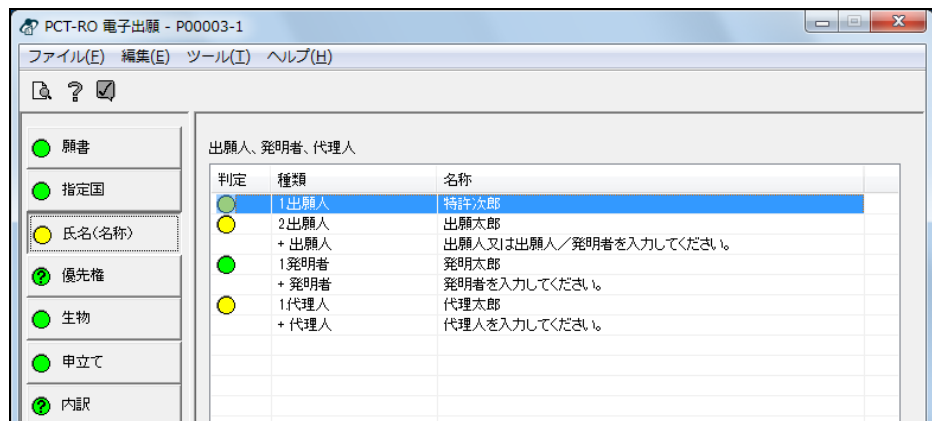 PCT-RO 電子出願 - P00003-1
ファイル(F) 編集(E) ツール(T) ヘルプ(H)
願書
指定国
氏名(名称)
優先権
生物
申立て
内訳
出願人、発明者、代理人
判定 種類 名称
1出願人 特許次郎
2出願人 出願太郎
+ 出願人 出願人又は出願人／発明者を入力してください。
1発明者 発明太郎
+ 発明者 発明者を入力してください。
1代理人 代理太郎
+ 代理人 代理人を入力してください。